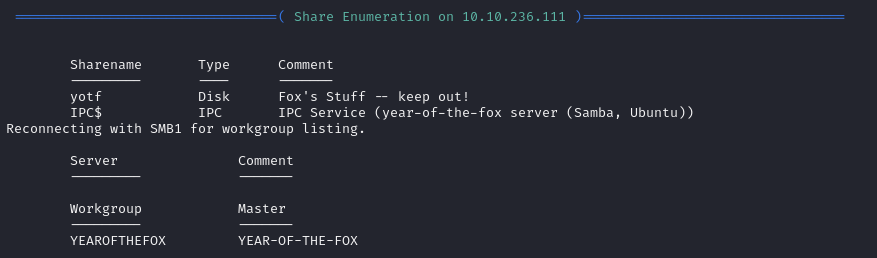 ( Share Enumeration on 10.10.236.111 )
Sharename Type Comment
--------- ---- -------
yotf Disk Fox's Stuff -- keep out!
IPC$ IPC IPC Service (year-of-the-fox server (Samba, Ubuntu))
Reconnecting with SMB1 for workgroup listing.
Server Comment
--------- -------
Workgroup Master
--------- -------
YEAROFTHEFOX YEAR-OF-THE-FOX